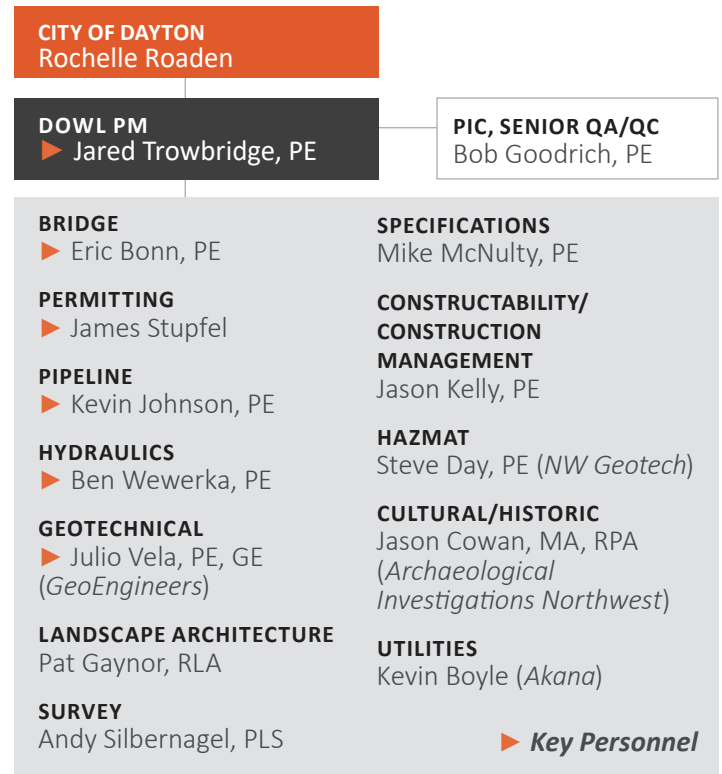 CITY OF DAYTON
Rochelle Roaden
DOWL PM
► Jared Trowbridge, PE
PIC, SENIOR QA/QC
Bob Goodrich, PE
BRIDGE
► Eric Bonn, PE
PERMITTING
► James Stupfel
PIPELINE
► Kevin Johnson, PE
HYDRAULICS
► Ben Wewerka, PE
GEOTECHNICAL
► Julio Vela, PE, GE
(GeoEngineers)
LANDSCAPE ARCHITECTURE
Pat Gaynor, RLA
SURVEY
Andy Silbernagel, PLS
SPECIFICATIONS
Mike McNulty, PE
CONSTRUCTABILITY/
CONSTRUCTION
MANAGEMENT
Jason Kelly, PE
HAZMAT
Steve Day, PE (NW Geotech)
CULTURAL/HISTORIC
Jason Cowan, MA, RPA
(Archaeological
Investigations Northwest)
UTILITIES
Kevin Boyle (Akana)
► Key Personnel